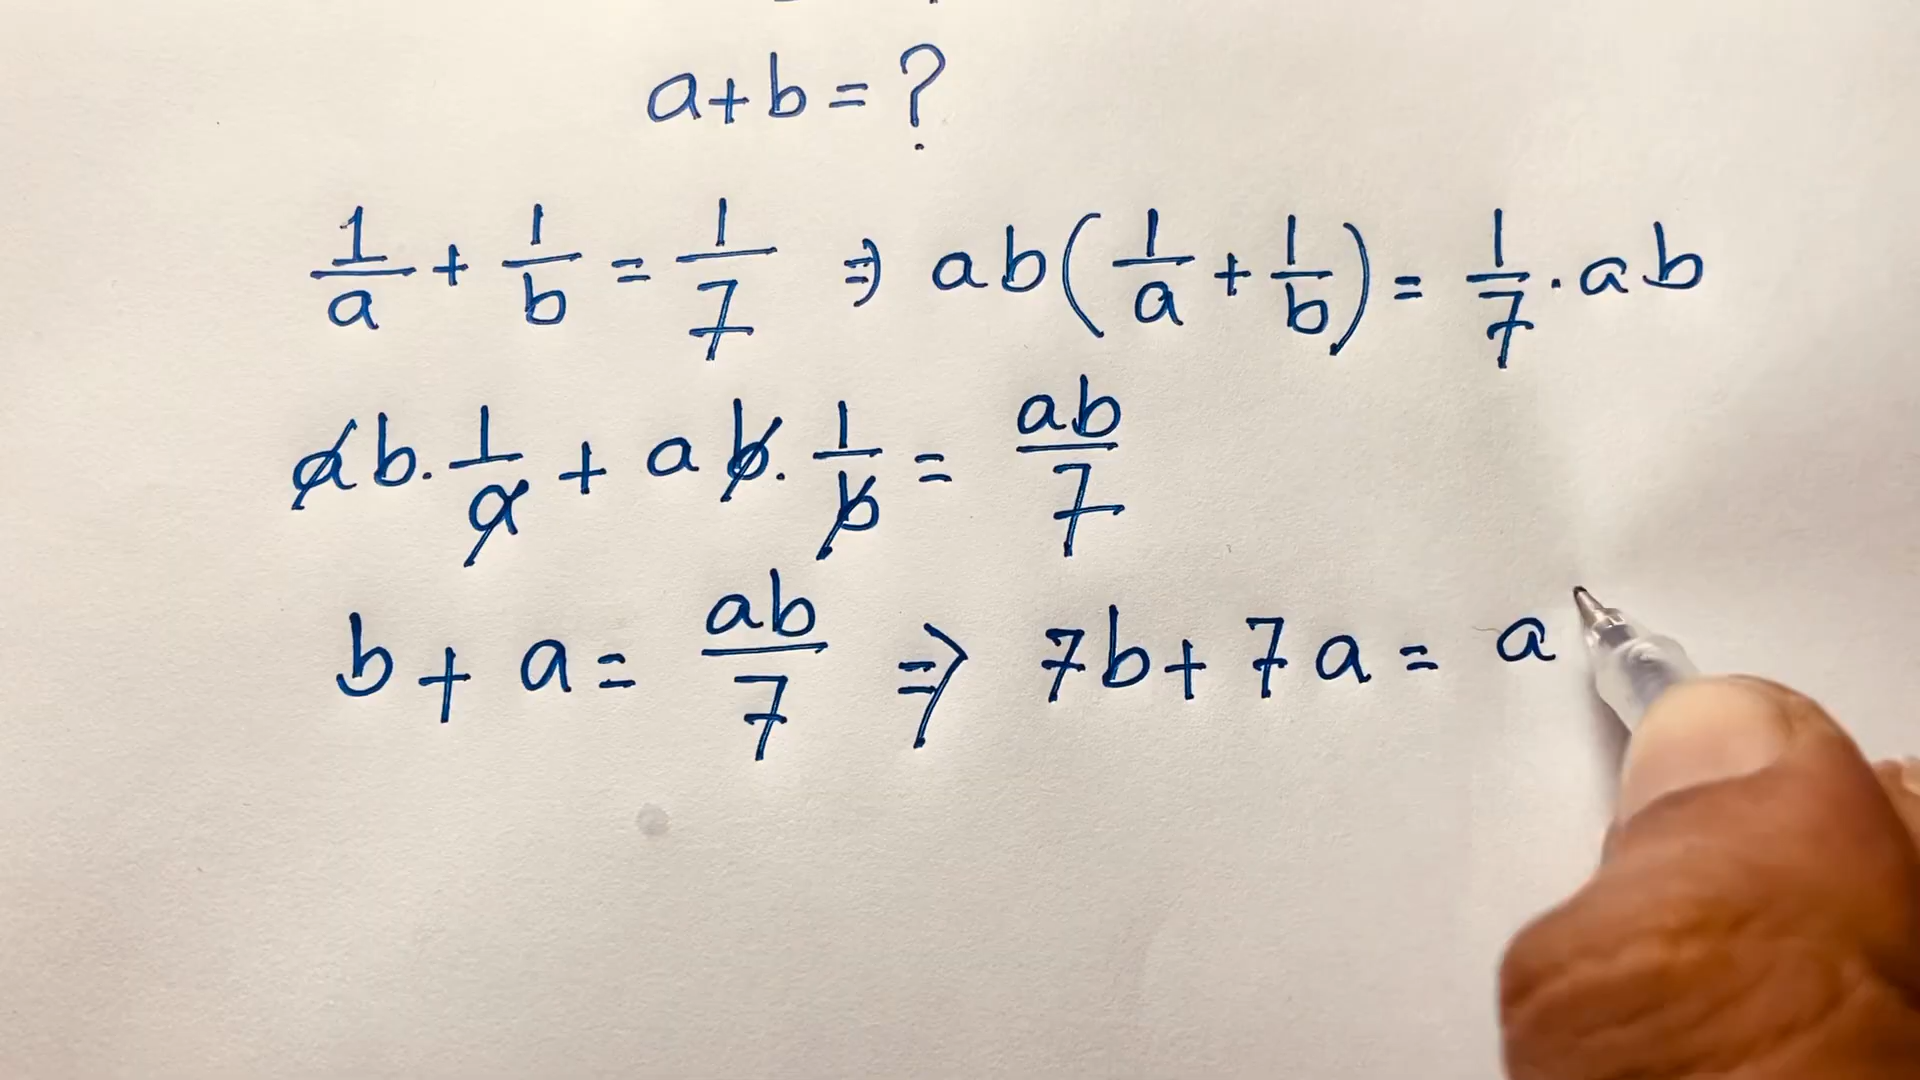 a+b=?
1/a + 1/b = 1/7 ⇒ ab(1/a + 1/b) = 1/7 . ab
ab. 1/a + ab. 1/b = ab/7
b + a = ab/7 ⇒ 7b + 7a = a